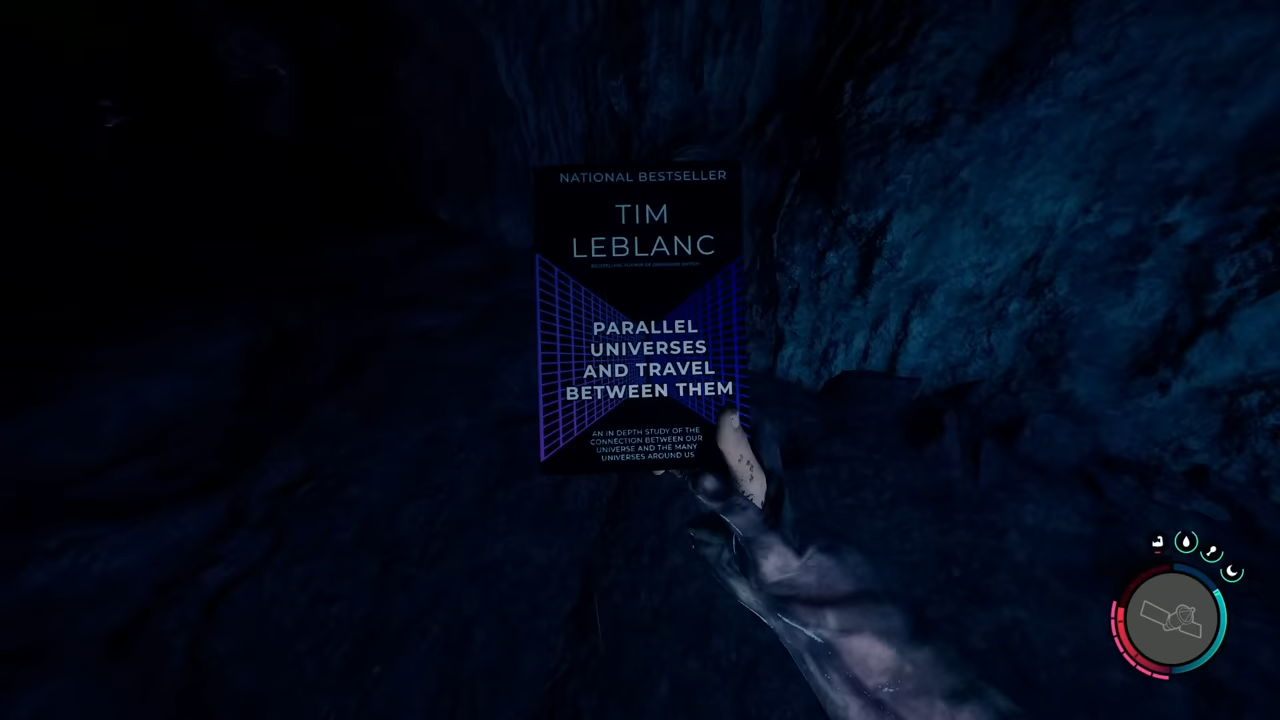 NATIONAL BESTSELLER
TIM
LEBLANC
PARALLEL
UNIVERSES
AND TRAVEL
BETWEEN THEM
AN IN DEPTH STUDY OF THE
CONNECTION BETWEEN OUR
UNIVERSE AND THE MANY
UNIVERSES AROUND US